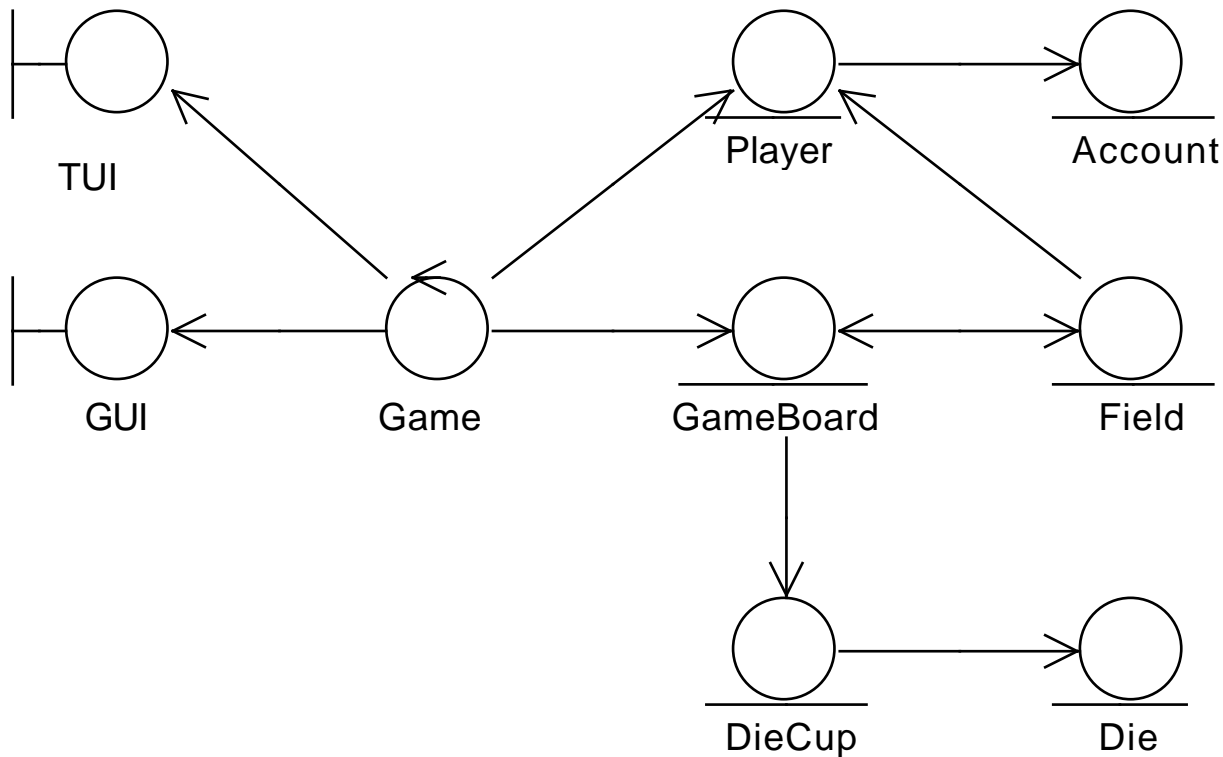 Player
Account
TUI
GUI
Game
GameBoard
Field
DieCup
Die